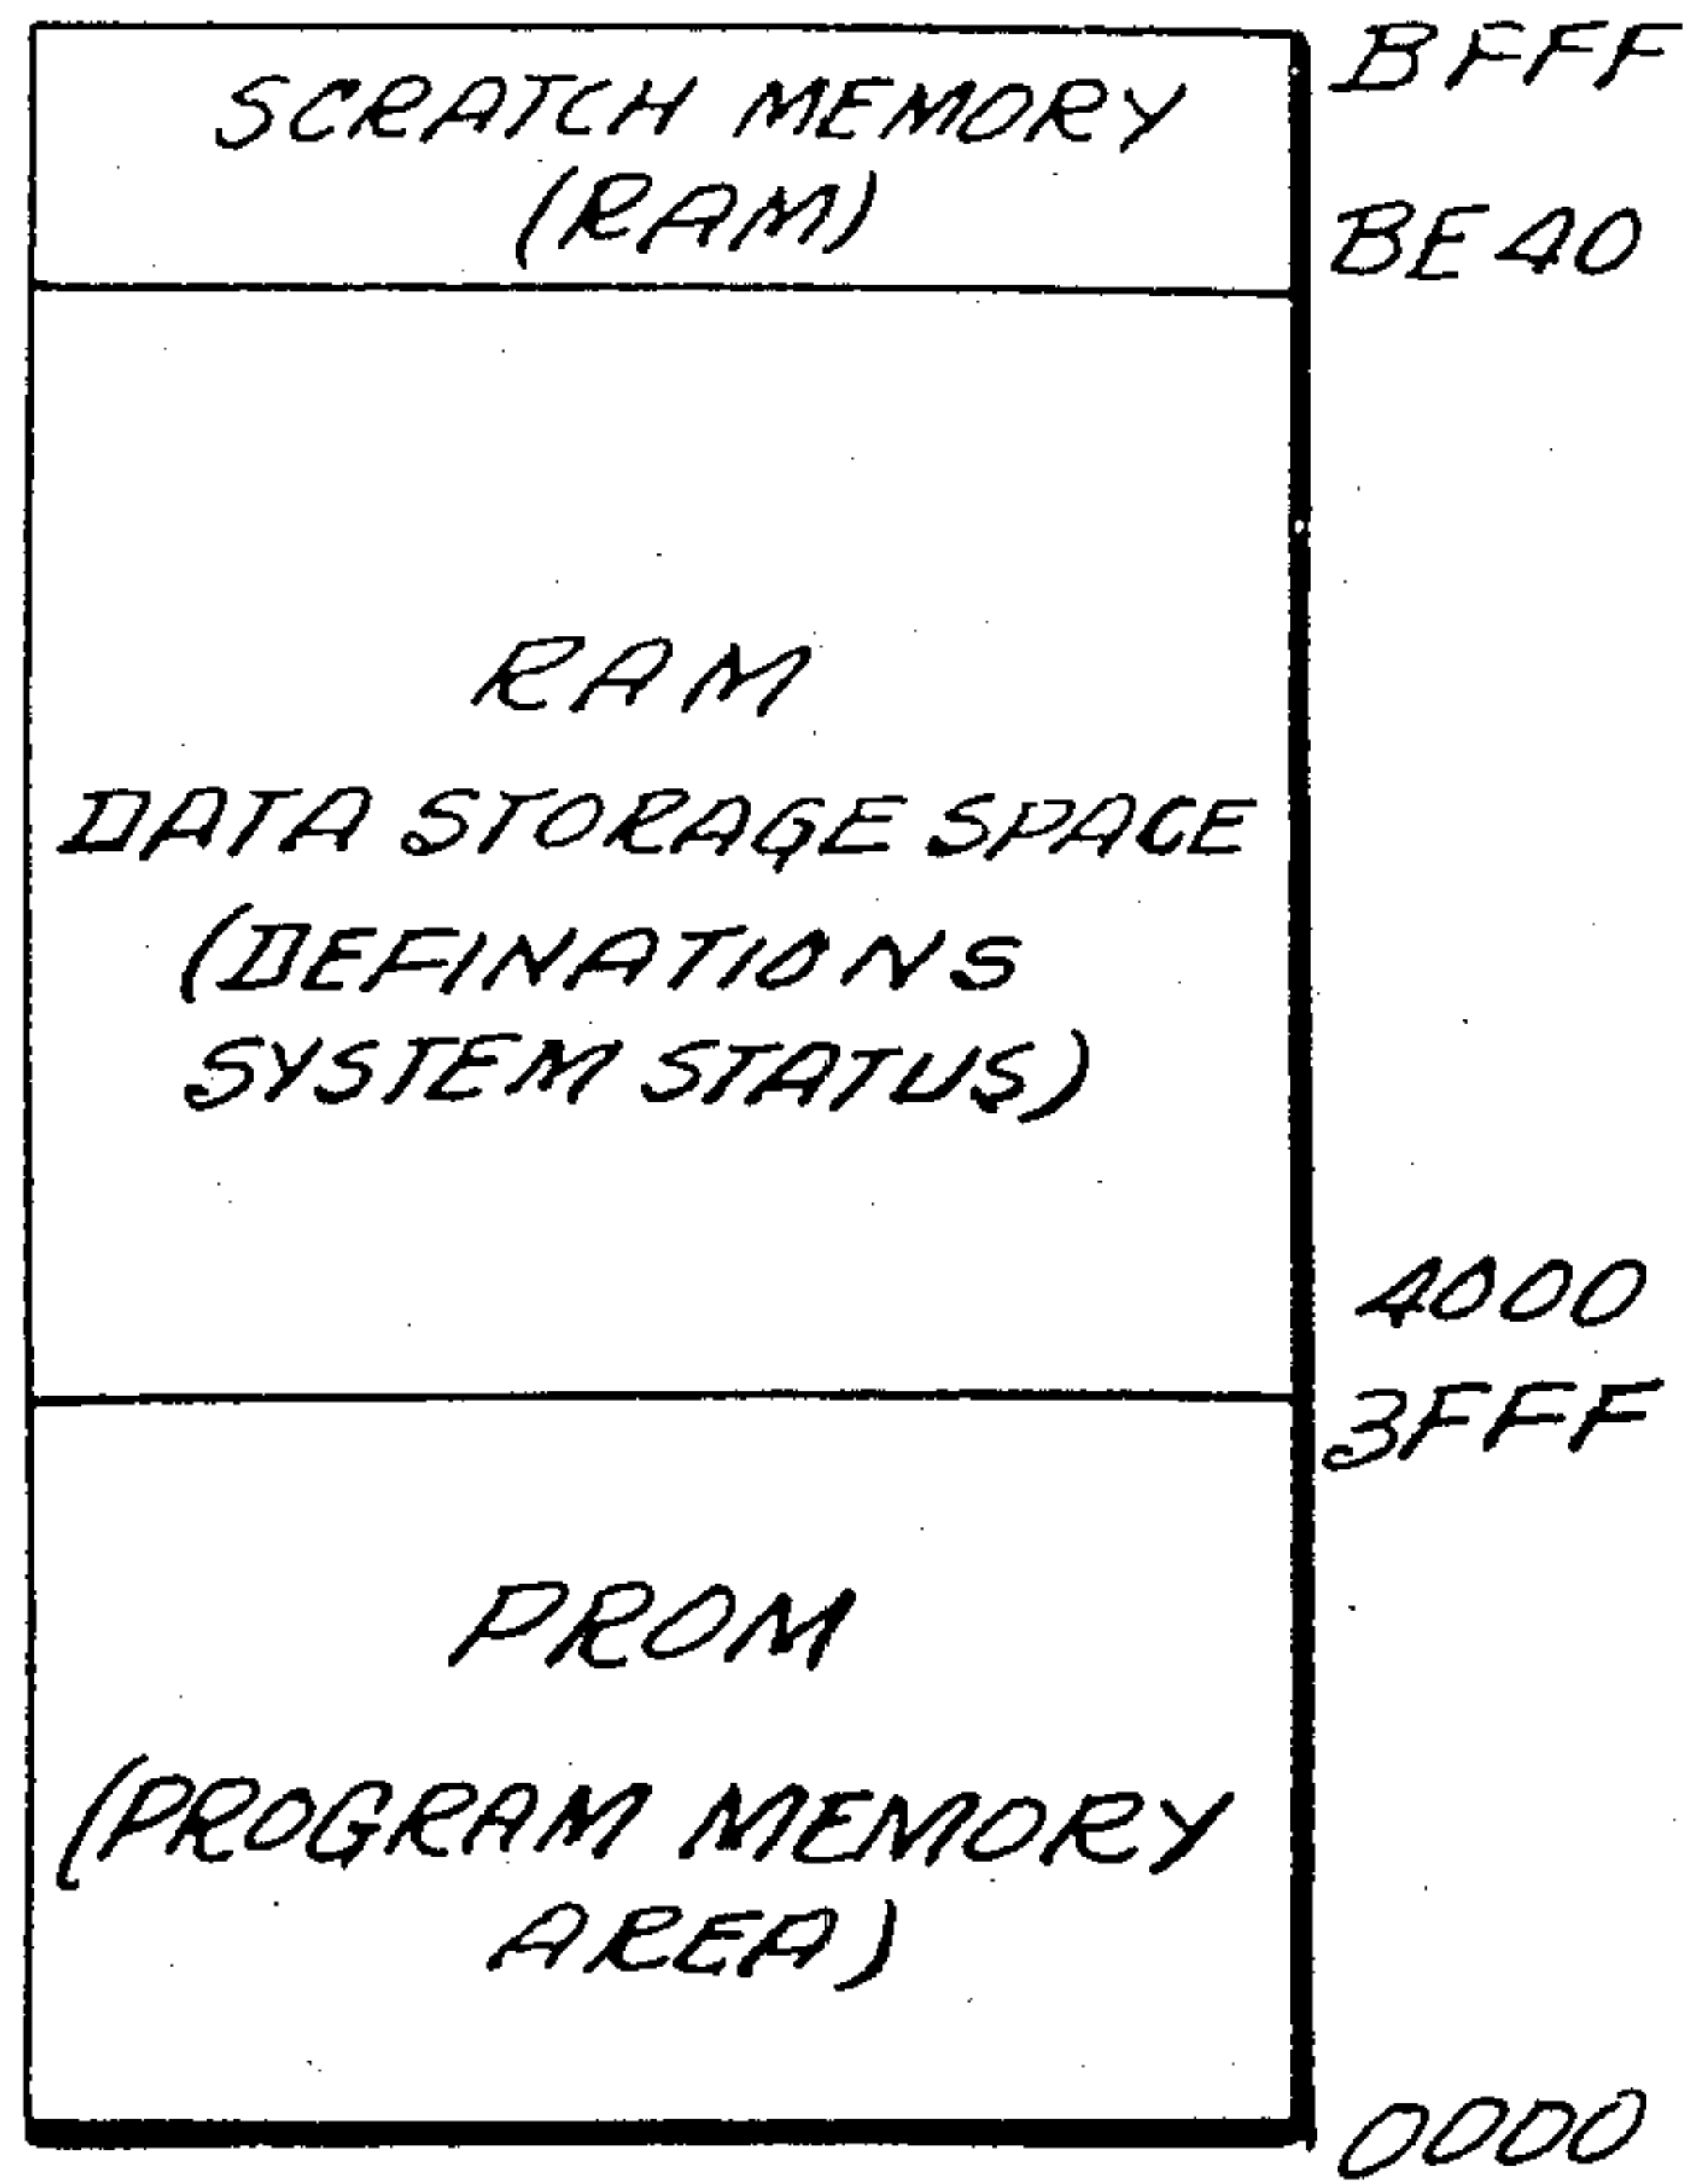 SCRATCH MEMORY
(RAM)
BFFF
BE40
RAM
DATA STORAGE SPACE
(DEFINATIONS
SYSTEM STATUS)
4000
3FFF
PROM
(PROGRAM MEMORY
AREA)
0000